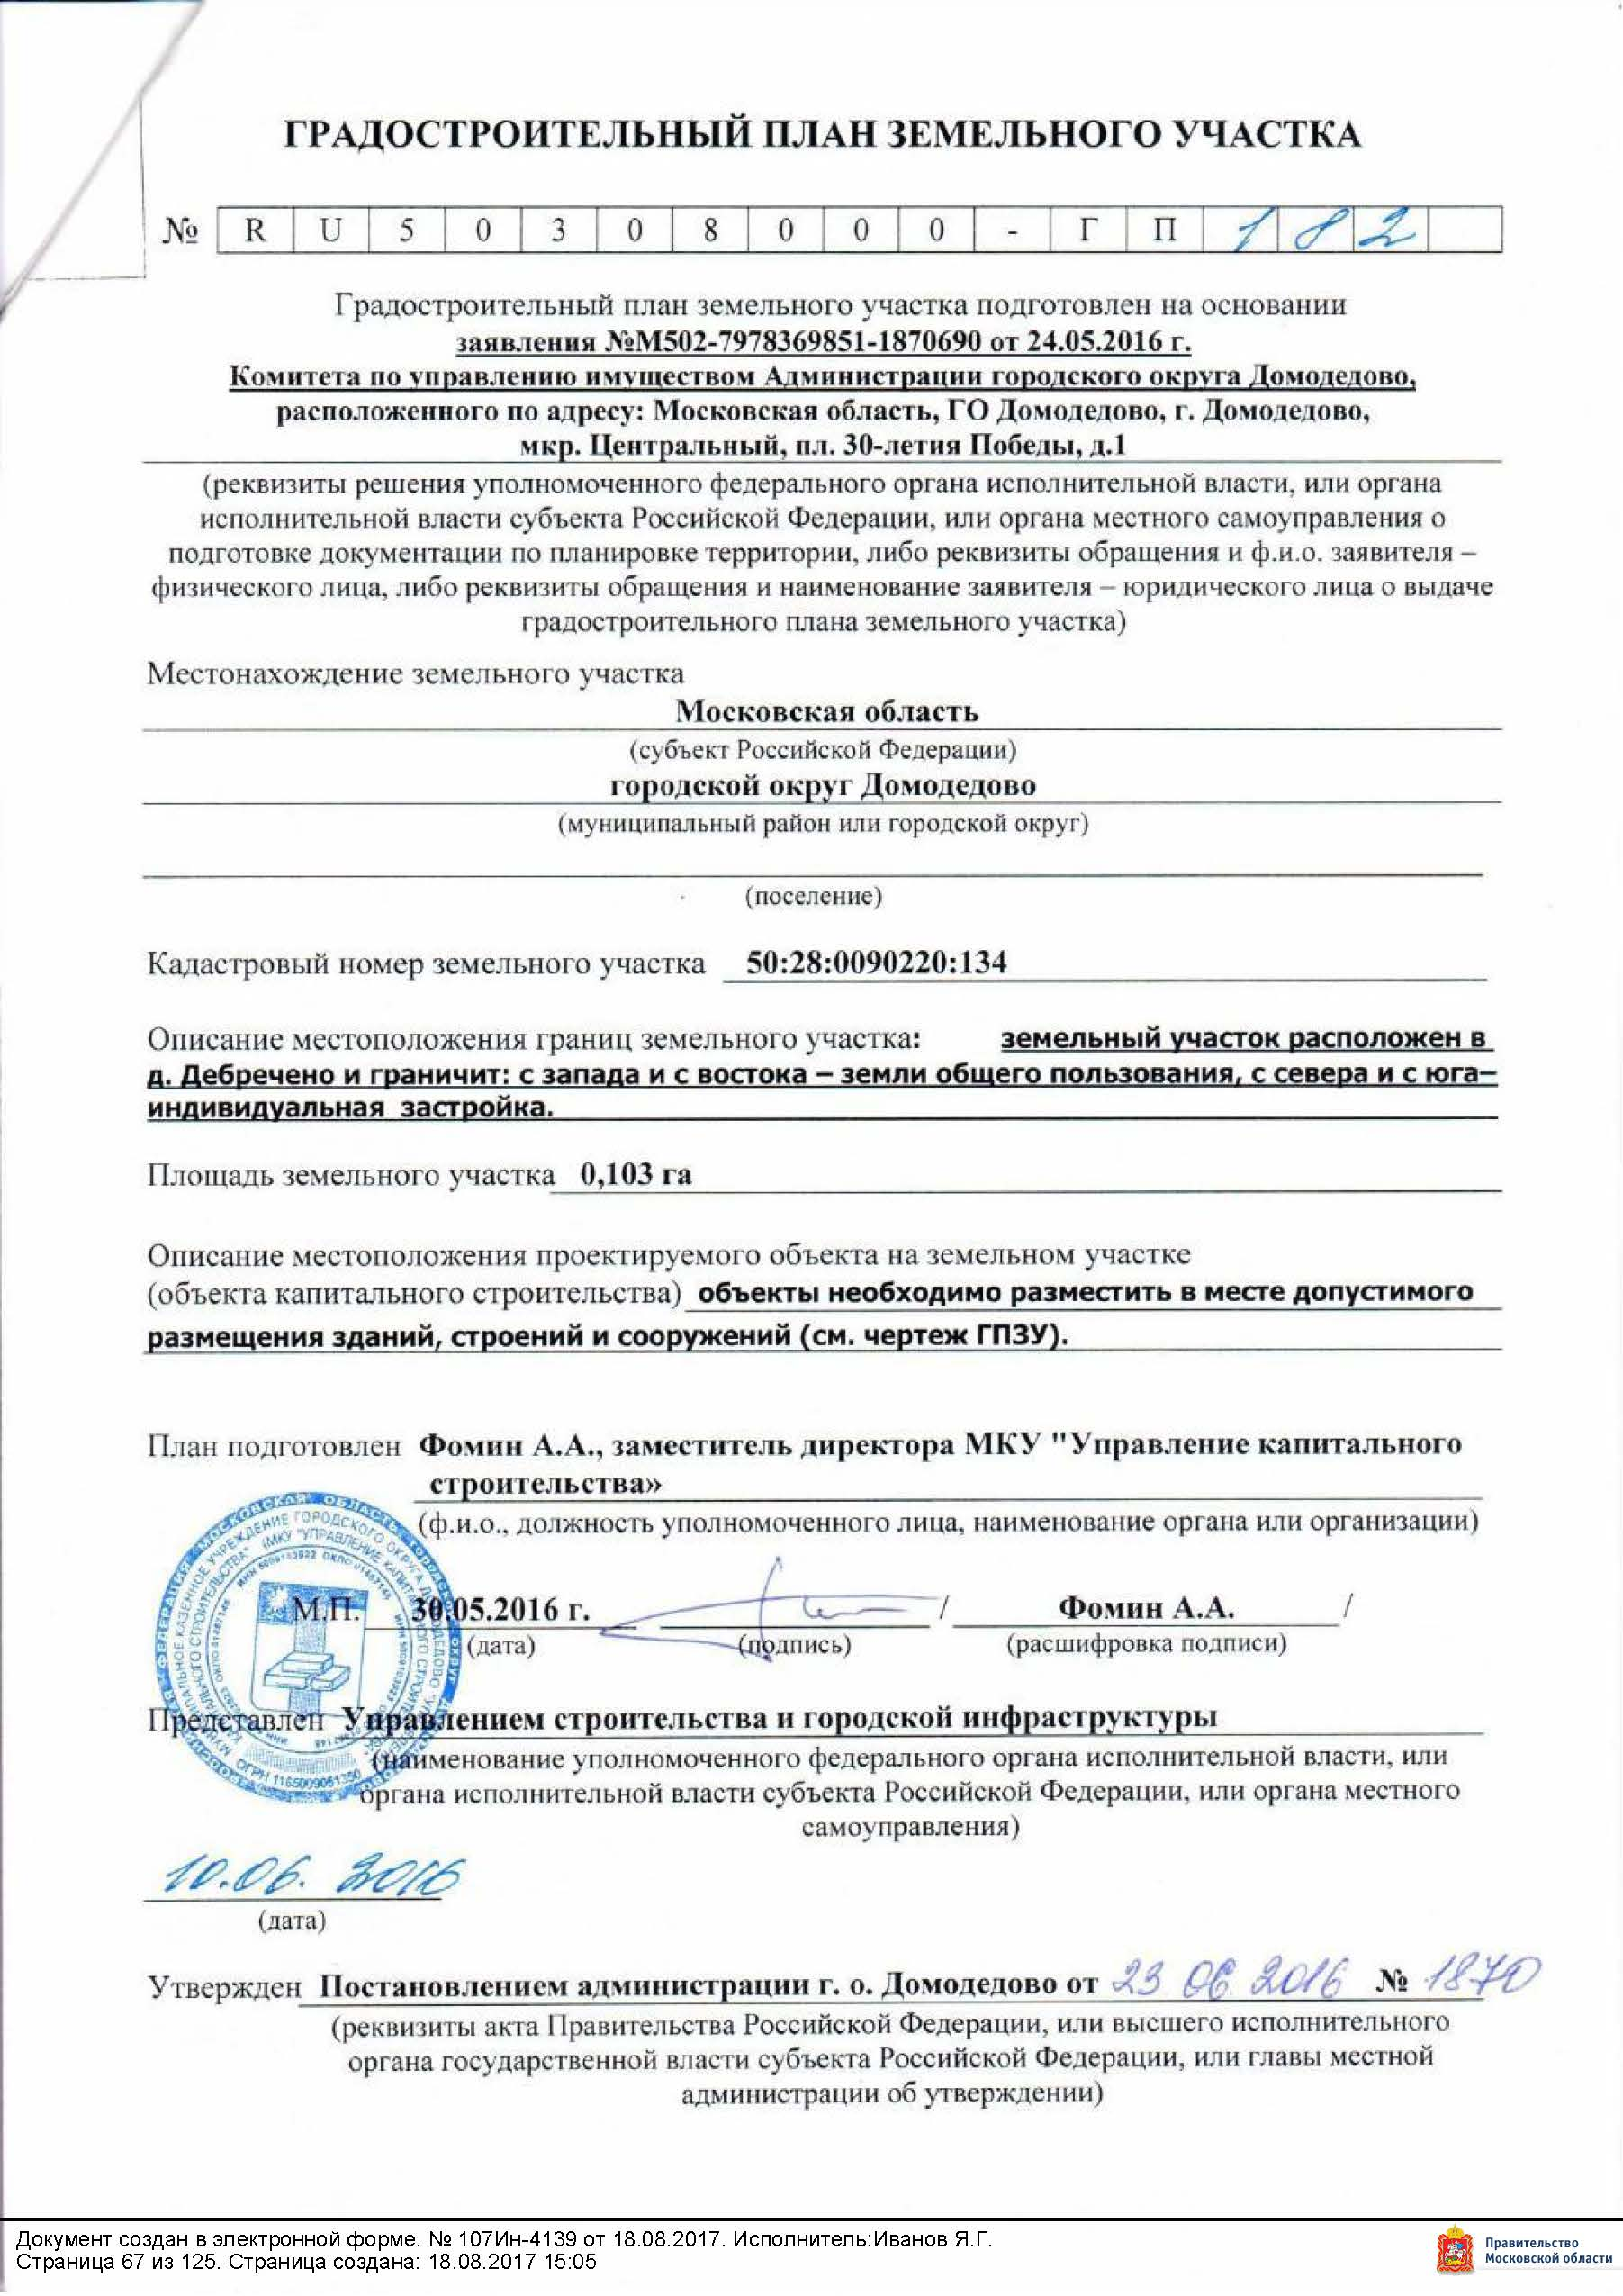 ГРАДОСТРОИТЕЛЬНЫЙ ПЛАН ЗЕМЕЛЬНОГО УЧАСТКА
№ R U 5 0 3 0 8 0 0 0 - Г П 1 8 2
Градостроительный план земельного участка подготовлен на основании
заявления №М502-7978369851-1870690 от 24.05.2016 г.
Комитета по управлению имуществом Администрации городского округа Домодедово,
расположенного по адресу: Московская область, ГО Домодедово, г. Домодедово,
мкр. Центральный, пл. 30-летия Победы, д.1
(реквизиты решения уполномоченного федерального органа исполнительной власти, или органа
исполнительной власти субъекта Российской Федерации, или органа местного самоуправления о
подготовке документации по планировке территории, либо реквизиты обращения и ф.и.о. заявителя –
физического лица, либо реквизиты обращения и наименование заявителя – юридического лица о выдаче
градостроительного плана земельного участка)
Местонахождение земельного участка
Московская область
(субъект Российской Федерации)
городской округ Домодедово
(муниципальный район или городской округ)
(поселение)
Кадастровый номер земельного участка 50:28:0090220:134
Описание местоположения границ земельного участка: земельный участок расположен в
д. Дебречено и граничит: с запада и с востока – земли общего пользования, с севера и с юга–
индивидуальная застройка.
Площадь земельного участка 0,103 га
Описание местоположения проектируемого объекта на земельном участке
(объекта капитального строительства) объекты необходимо разместить в месте допустимого
размещения зданий, строений и сооружений (см. чертеж ГПЗУ).
План подготовлен Фомин А.А., заместитель директора МКУ "Управление капитального
строительства»
(ф.и.о., должность уполномоченного лица, наименование органа или организации)
М.П. 30.05.2016 г. / Фомин А.А. /
(дата) (подпись) (расшифровка подписи)
Представлен Управлением строительства и городской инфраструктуры
(наименование уполномоченного федерального органа исполнительной власти, или
органа исполнительной власти субъекта Российской Федерации, или органа местного
самоуправления)
10.06. 2016
(дата)
Утвержден Постановлением администрации г. о. Домодедово от 23 06 2016 № 1870
(реквизиты акта Правительства Российской Федерации, или высшего исполнительного
органа государственной власти субъекта Российской Федерации, или главы местной
администрации об утверждении)
Документ создан в электронной форме. № 107Ин-4139 от 18.08.2017. Исполнитель:Иванов Я.Г.
Страница 67 из 125. Страница создана: 18.08.2017 15:05
Правительство
Московской области